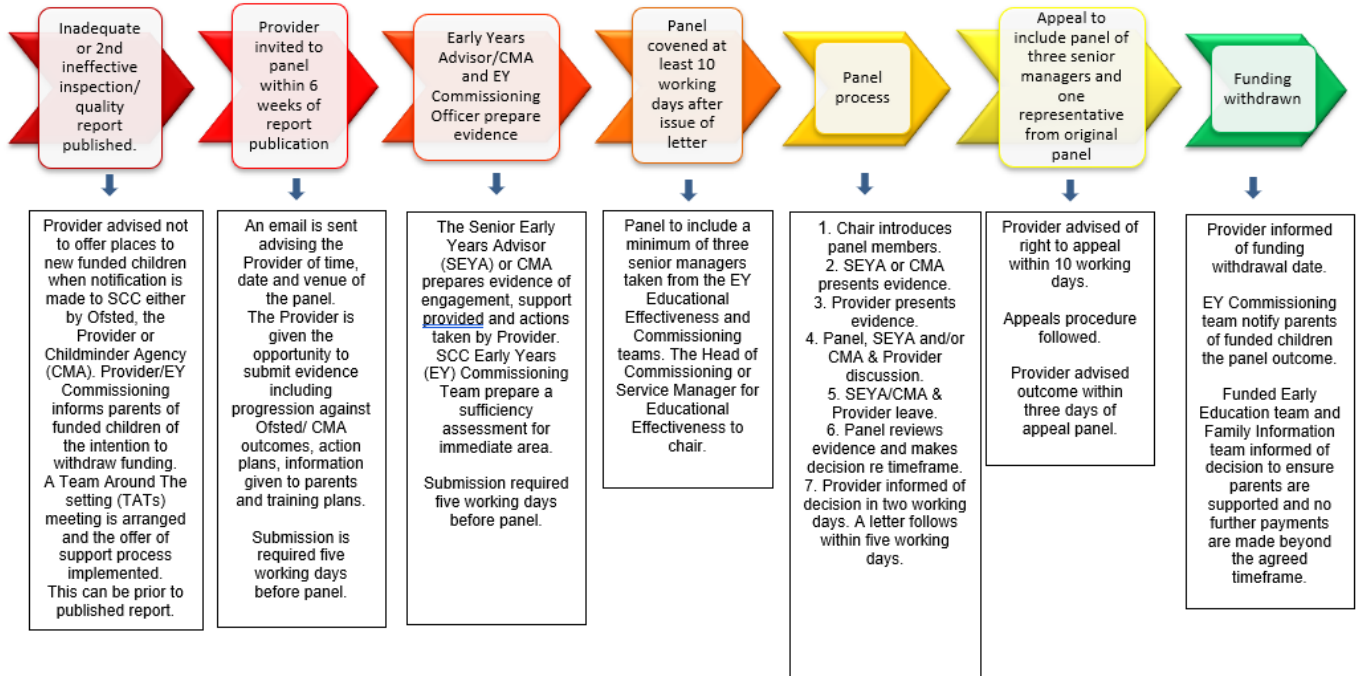 Inadequate
or 2nd
ineffective
inspection/
quality
report
published.
Provider
invited to
panel
within 6
weeks of
report
publication
Early Years
Advisor/CMA
and EY
Commissioning
Officer prepare
evidence
Panel
covened at
least 10
working
days after
issue of
letter
Panel
process
Appeal to
include panel of
three senior
managers and
one
representative
from original
panel
Funding
withdrawn
Provider advised not
to offer places to
new funded children
when notification is
made to SCC either
by Ofsted, the
Provider or
Childminder Agency
(CMA). Provider/EY
Commissioning
informs parents of
funded children of
the intention to
withdraw funding.
A Team Around The
setting (TATs)
meeting is arranged
and the offer of
support process
implemented.
This can be prior to
published report.
An email is sent
advising the
Provider of time,
date and venue of
the panel.
The Provider is
given the
opportunity to
submit evidence
including
progression against
Ofsted/ CMA
outcomes, action
plans, information
given to parents
and training plans.
Submission is
required five
working days
before panel.
The Senior Early
Years Advisor
(SEYA) or CMA
prepares evidence of
engagement, support
provided and actions
taken by Provider.
SCC Early Years
(EY) Commissioning
Team prepare a
sufficiency
assessment for
immediate area.
Submission required
five working days
before panel.
Panel to include a
minimum of three
senior managers
taken from the EY
Educational
Effectiveness and
Commissioning
teams. The Head of
Commissioning or
Service Manager for
Educational
Effectiveness to
chair.
1. Chair introduces
panel members.
2. SEYA or CMA
presents evidence.
3. Provider presents
evidence.
4. Panel, SEYA and/or
CMA & Provider
discussion.
5. SEYA/CMA &
Provider leave.
6. Panel reviews
evidence and makes
decision re timeframe.
7. Provider informed of
decision in two working
days. A letter follows
within five working
days.
Provider advised of
right to appeal
within 10 working
days.
Appeals procedure
followed.
Provider advised
outcome within
three days of
appeal panel.
Provider informed
of funding
withdrawal date.
EY Commissioning
team notify parents
of funded children
the panel outcome.
Funded Early
Education team and
Family Information
team informed of
decision to ensure
parents are
supported and no
further payments
are made beyond
the agreed
timeframe.